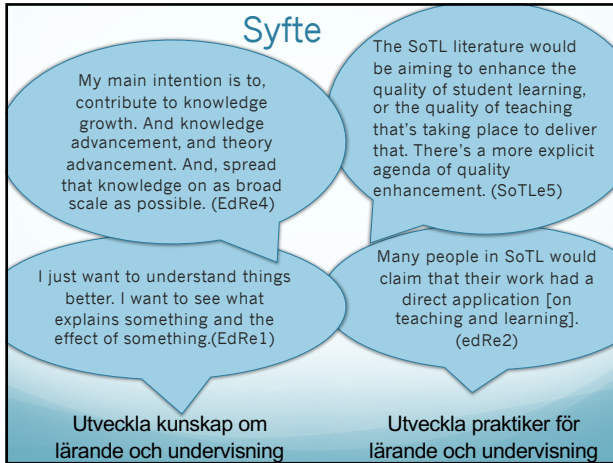 Syfte
My main intention is to,
contribute to knowledge
growth. And knowledge
advancement, and theory
advancement. And, spread
that knowledge on as broad
scale as possible. (EdRe4)
The SoTL literature would
be aiming to enhance the
quality of student learning,
or the quality of teaching
that's taking place to deliver
that. There's a more explicit
agenda of quality
enhancement. (SoTLe5)
I just want to understand things
better. I want to see what
explains something and the
effect of something.(EdRe1)
Many people in SoTL would
claim that their work had a
direct application [on
teaching and learning].
(edRe2)
Utveckla kunskap om
lärande och undervisning
Utveckla praktiker för
lärande och undervisning